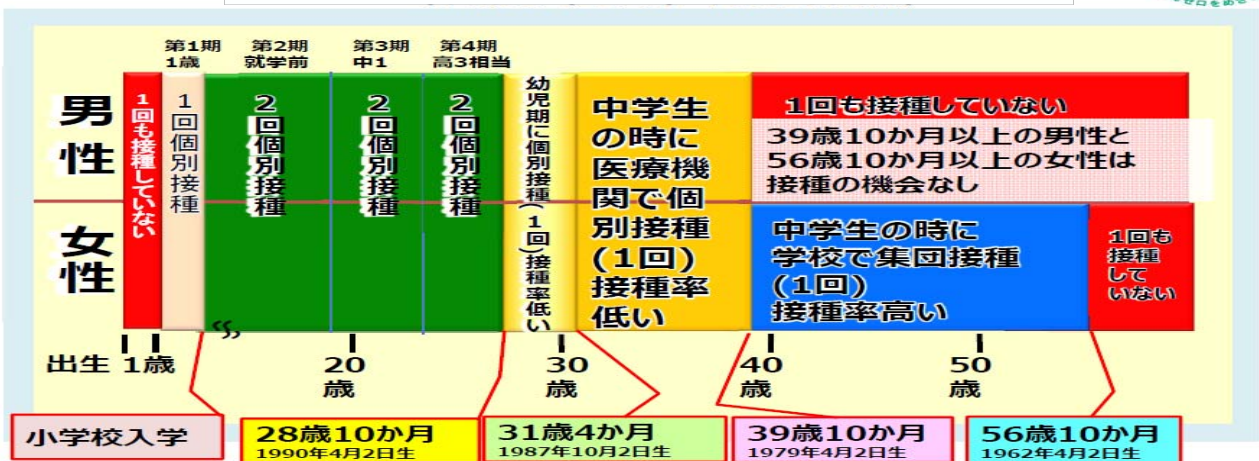 第1期
1歳
第2期
就学前
第3期
中1
第4期
高3相当
男性
女性
1回も接種していない
1回個別接種
2回個別接種
2回個別接種
2回個別接種
幼児期に個別接種(1回)接種率低い
中学生
の時に
医療機
関で個
別接種
(1回)
接種率
低い
1回も接種していない
39歳10か月以上の男性と
56歳10か月以上の女性は
接種の機会なし
中学生の時に
学校で集団接種
(1回)
接種率高い
1回も
接種
して
いない
出生
1歳
20
歳
30
歳
40
歳
50
歳
小学校入学
28歳10か月
1990年4月2日生
31歳4か月
1987年10月2日生
39歳10か月
1979年4月2日生
56歳10か月
1962年4月2日生